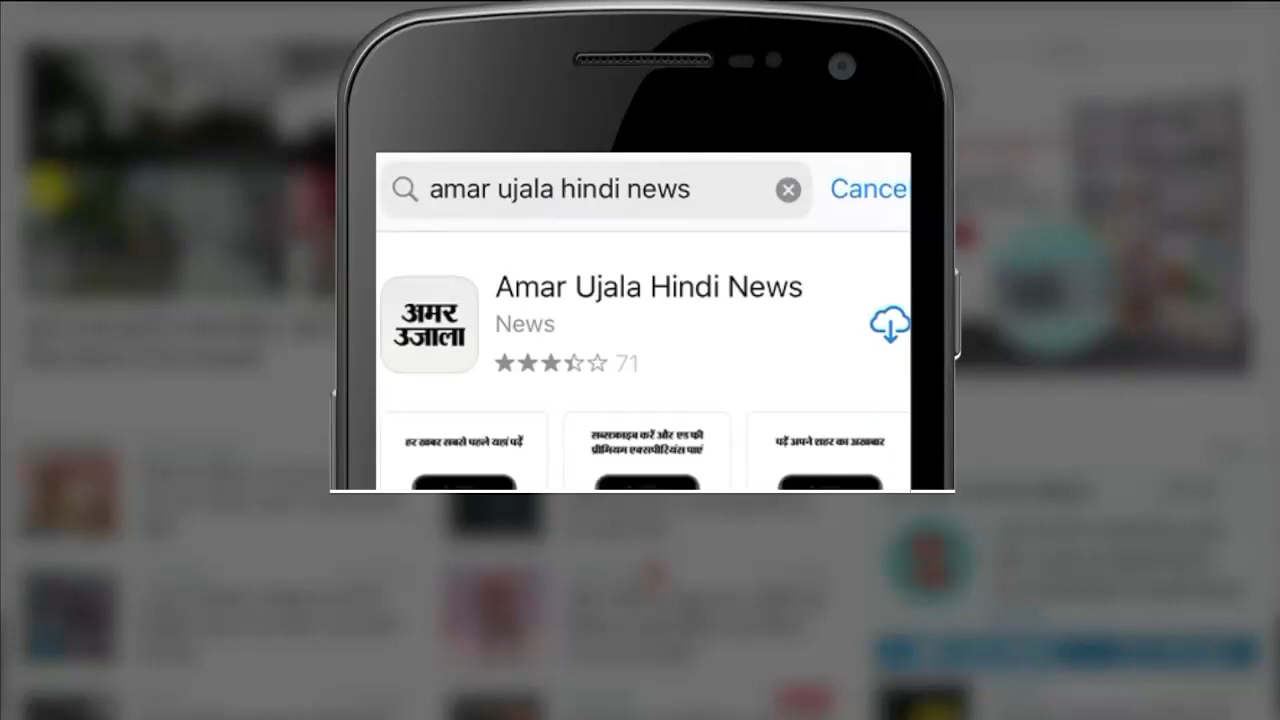 amar ujala hindi news
Cance
Amar Ujala Hindi News
अमर
उजाला
News
71
हर खबर सबसे पहले यहां पढ़ें
सब्सक्राइब करें और एड फ्री
प्रीमियम एक्सपीरियंस पाएं
पढ़ें अपने शहर का अखबार